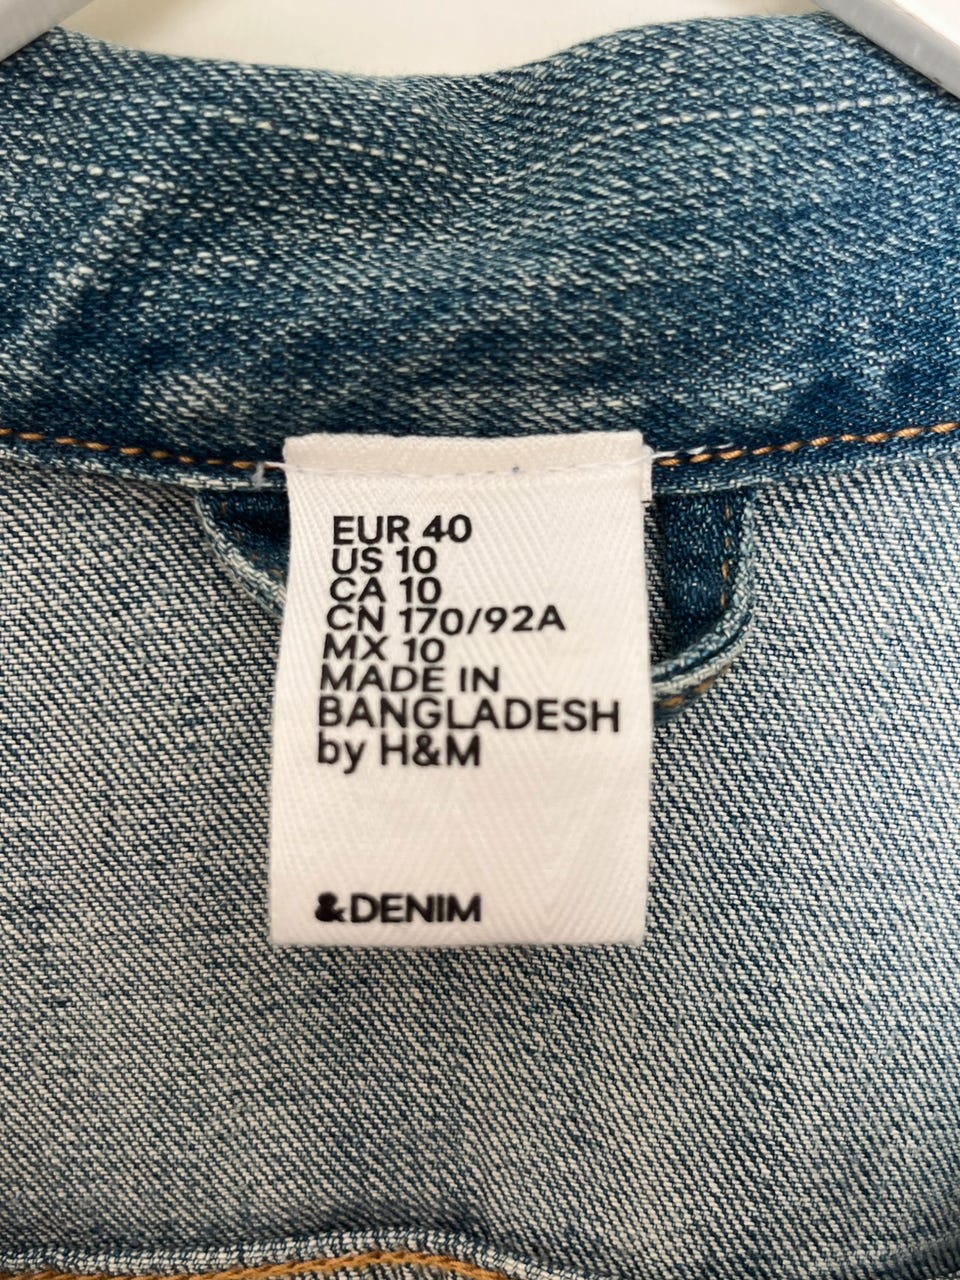 EUR 40
US 10
CA 10
CN 170/92A
MX 10
MADE IN
BANGLADESH
by H&M
&DENIM